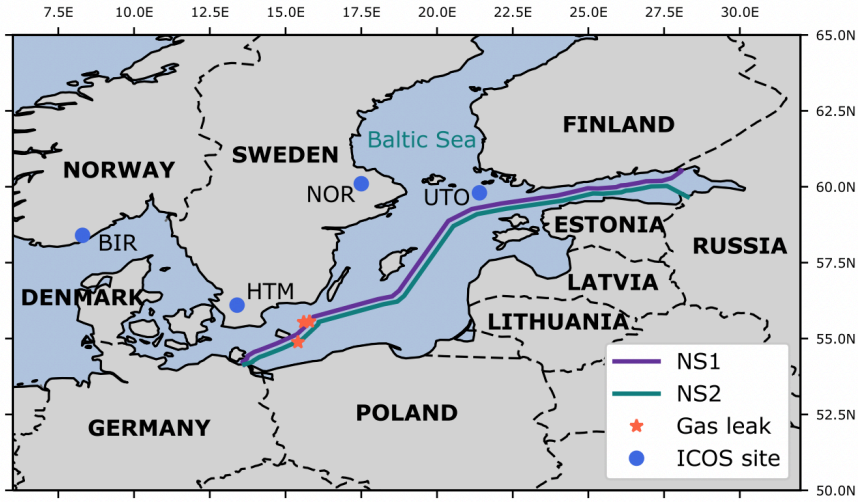 7.5E 10.0E 12.5E 15.0E 17.5E 20.0E 22.5E 25.0E 27.5E 30.0E
65.0N
62.5N
FINLAND
Baltic Sea
SWEDEN
NORWAY
60.0N
NOR
UTO
ESTONIA
BIR
RUSSIA
57.5N
LATVIA
HTM
DENMARK
LITHUANIA
55.0N
NS1
NS2
52.5N
POLAND
Gas leak
GERMANY
ICOS site
50.0N